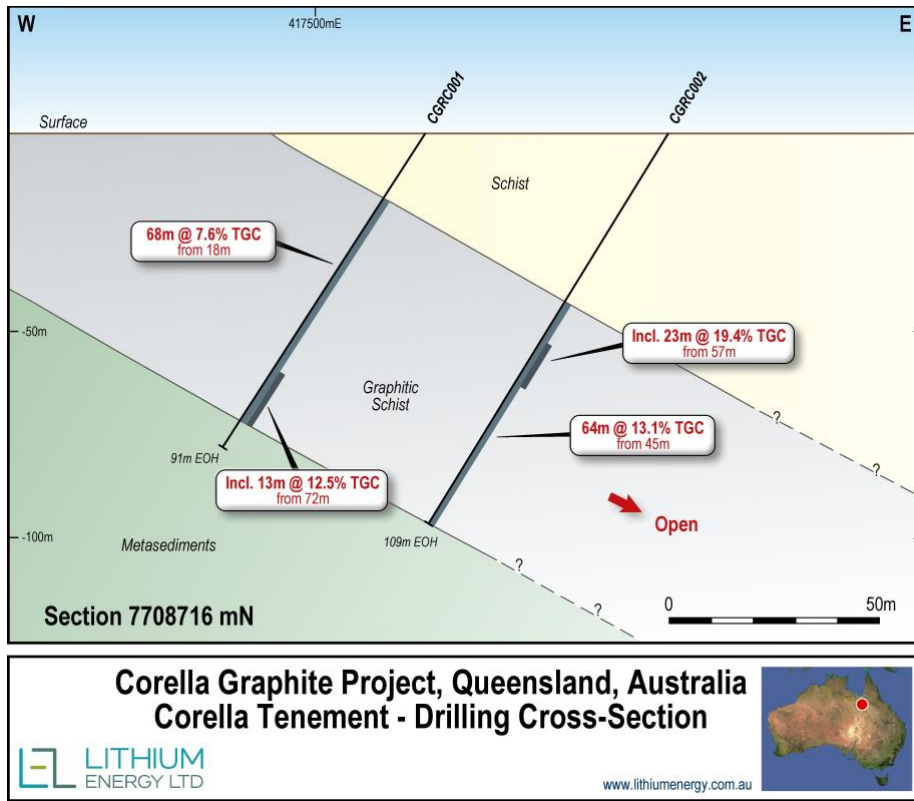 W
417500mE
E
CGRC001
CGRC002
Surface
Schist
68m @ 7.6% TGC
from 18m
-50m
Incl. 23m @ 19.4% TGC
from 57m
Graphitic
Schist
64m @ 13.1% TGC
from 45m
?
91m EOH
?
Incl. 13m @ 12.5% TGC
from 72m
Open
-100m
Metasediments
109m EOH
?
?
0
50m
Section 7708716 mN
Corella Graphite Project, Queensland, Australia
Corella Tenement - Drilling Cross-Section
LITHIUM
ENERGY LTD
www.lithiumenergy.com.au